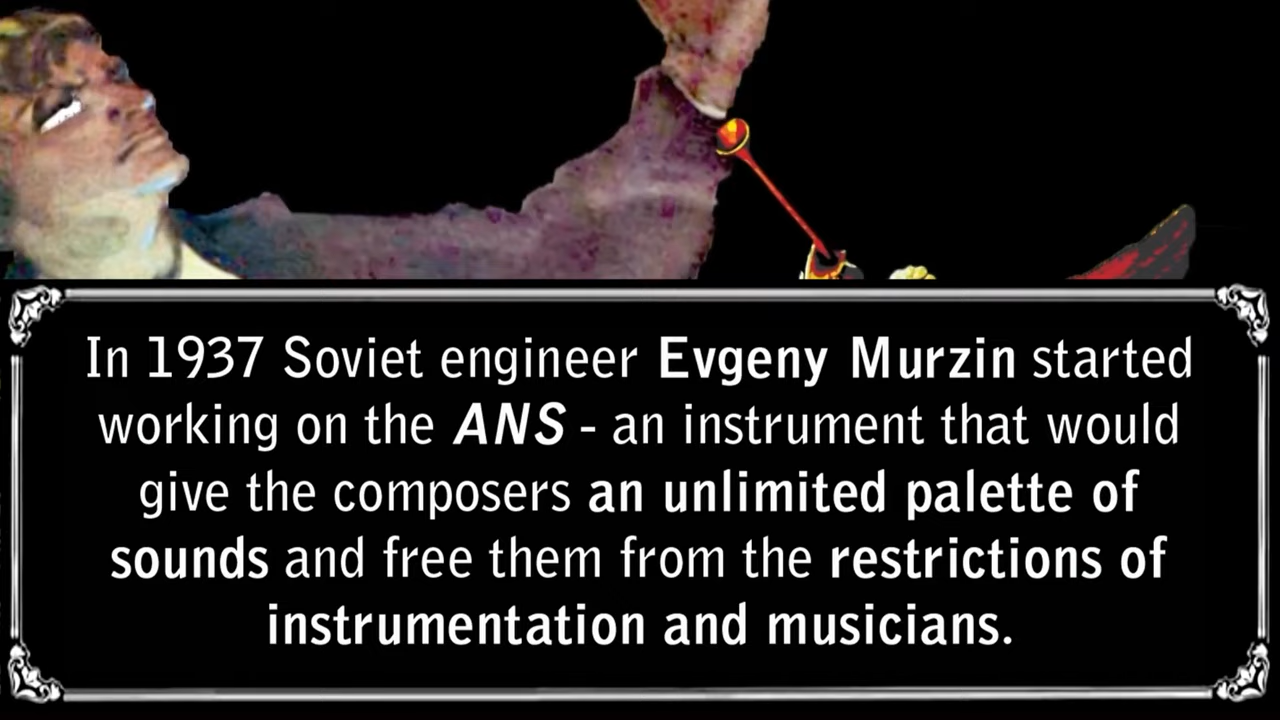 In 1937 Soviet engineer Evgeny Murzin started
working on the ANS - an instrument that would
give the composers an unlimited palette of
sounds and free them from the restrictions of
instrumentation and musicians.